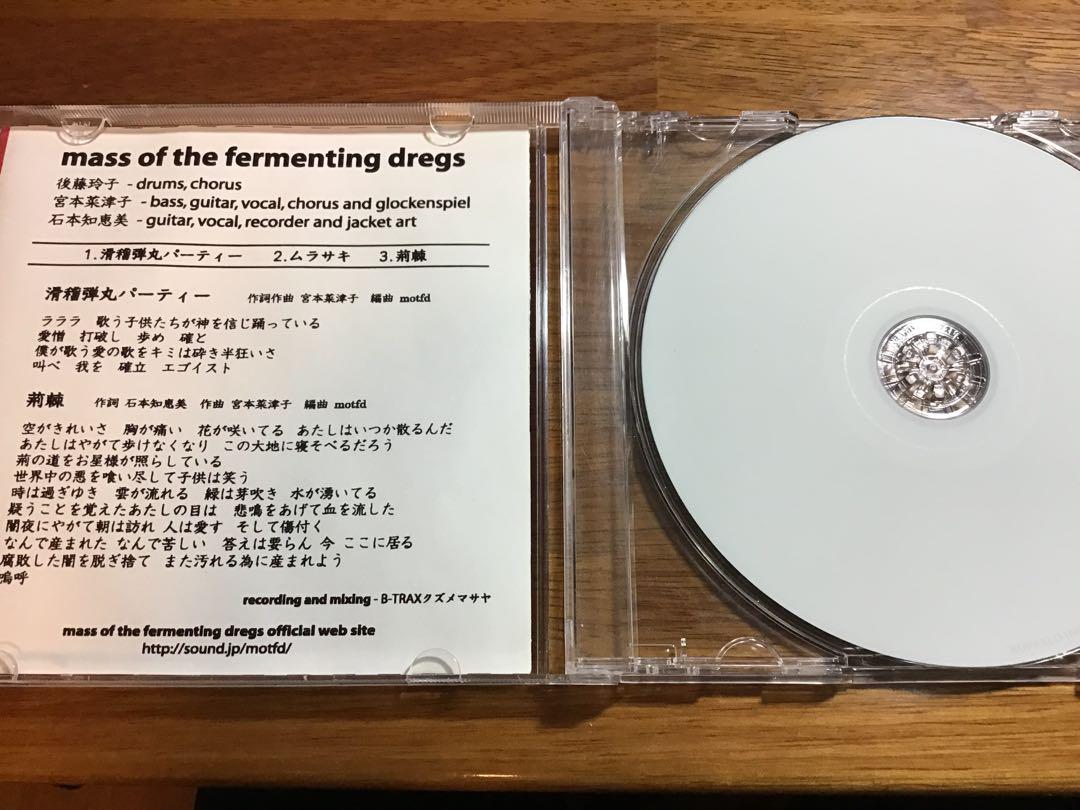 mass of the fermenting dregs
後藤玲子 - drums, chorus
宮本菜津子 - bass, guitar, vocal, chorus and glockenspiel
石本知恵美 - guitar, vocal, recorder and jacket art
1.滑稽弾丸パーティー 2.ムラサキ 3.荊棘
滑稽弾丸パーティー 作詞作曲 宮本菜津子 編曲 motfd
ラララ 歌う子供たちが神を信じ踊っている
愛憎 打破し 歩め 確と
僕が歌う愛の歌をキミは砕き半狂いさ
叫べ 我を 確立 エゴイスト
荊棘 作詞 石本知恵美 作曲 宮本菜津子 編曲 motfd
空がきれいさ 胸が痛い 花が咲いてる あたしはいつか散るんだ
あたしはやがて歩けなくなり この大地に寝そべるだろう
荊の道をお星様が照らしている
世界中の悪を喰い尽して子供は笑う
時は過ぎゆき 雲が流れる 緑は芽吹き 水が湧いてる
疑うことを覚えたあたしの目は 悲鳴をあげて血を流した
闇夜にやがて朝は訪れ 人は愛す そして傷付く
なんで産まれた なんで苦しい 答えは要らん 今 ここに居る
腐敗した闇を脱ぎ捨て また汚れる為に産まれよう
嗚呼
recording and mixing - B-TRAXクズメマサヤ
mass of the fermenting dregs official web site
http://sound.jp/motfd/